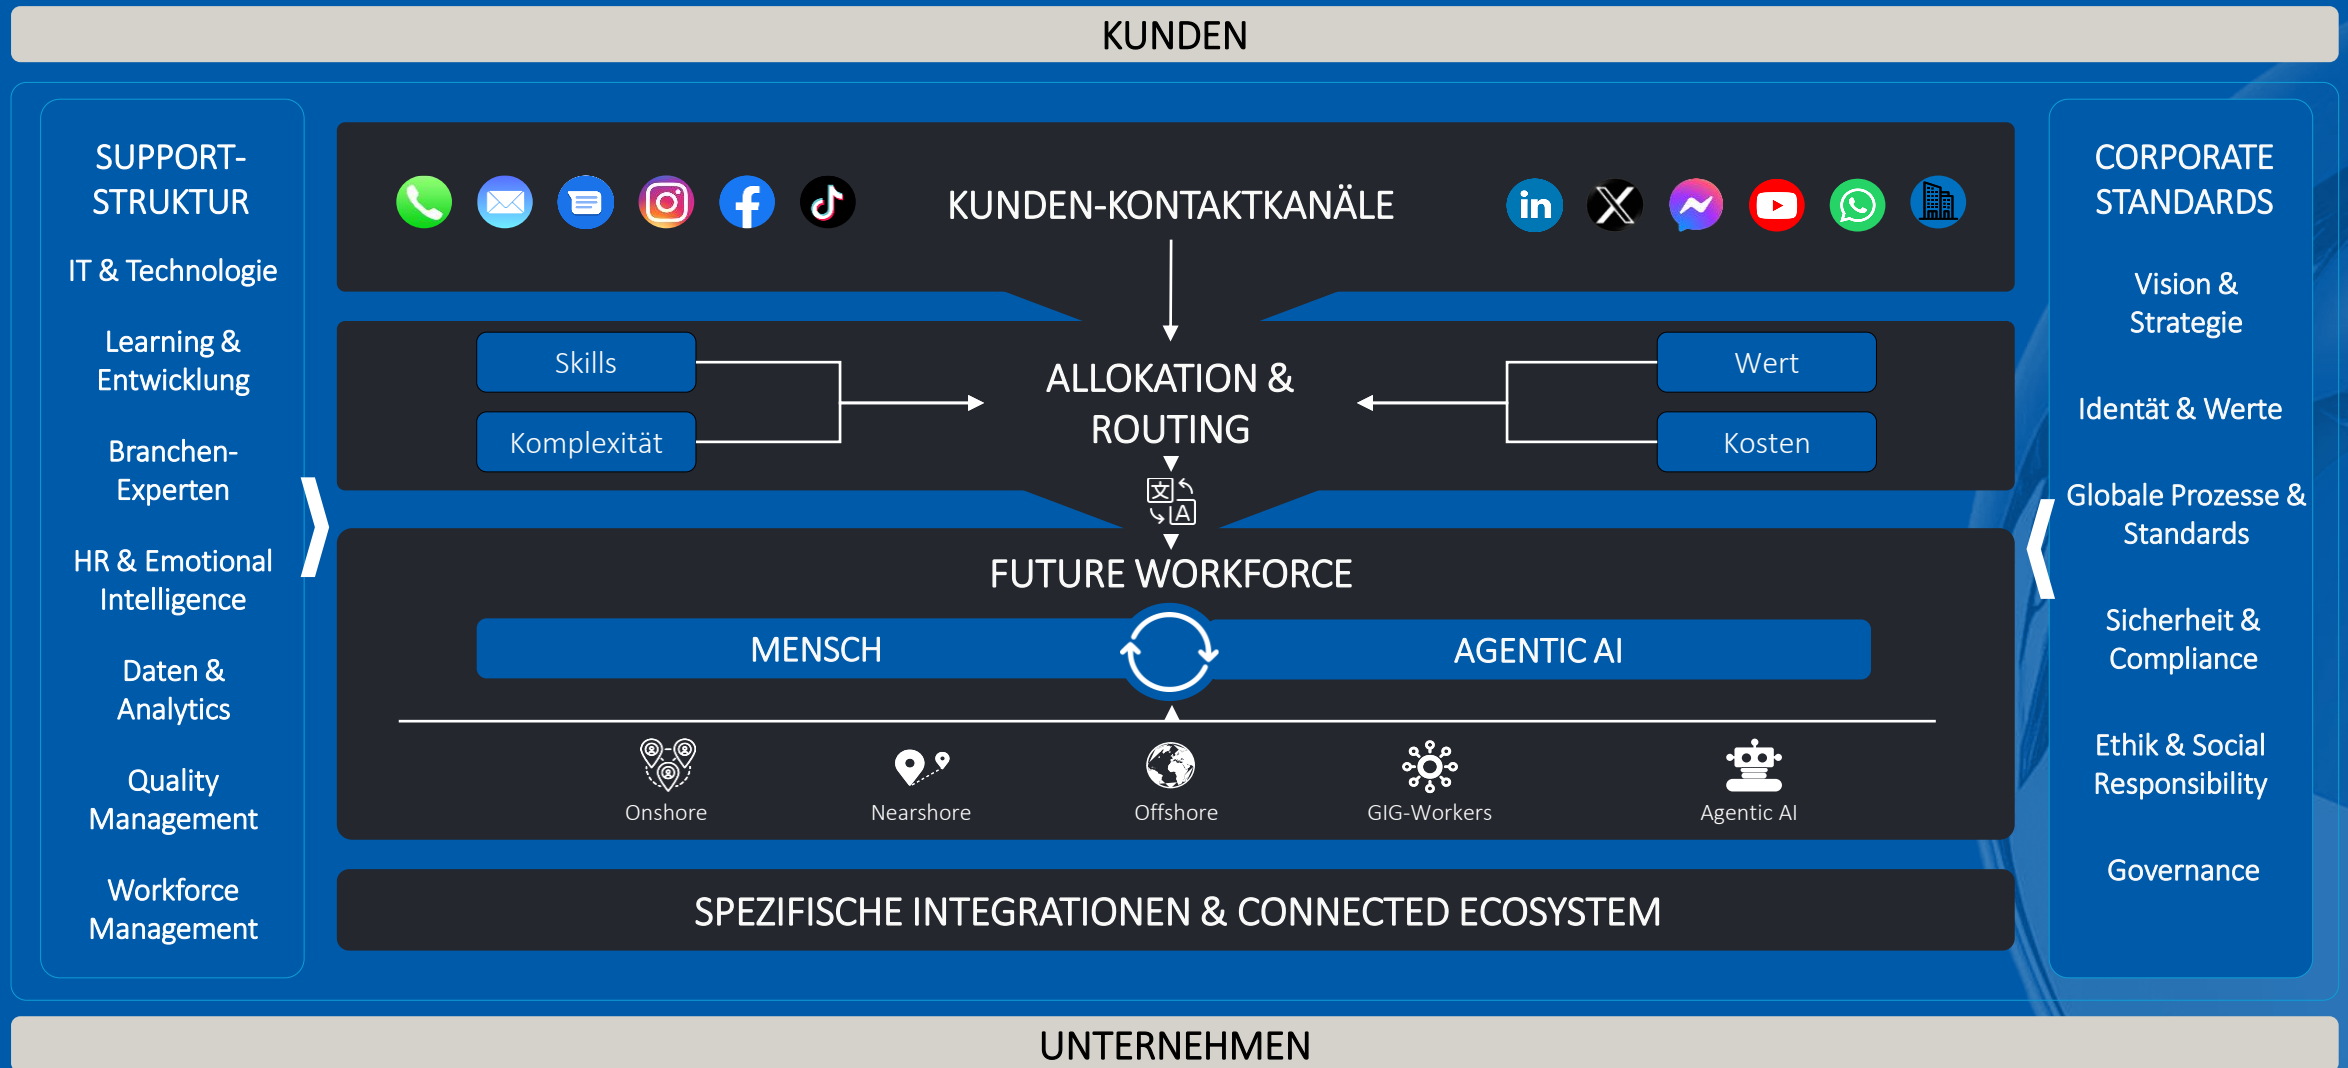 KUNDEN
SUPPORT-
STRUKTUR
IT & Technologie
Learning &
Entwicklung
Branchen-
Experten
HR & Emotional
Intelligence
Daten &
Analytics
Quality
Management
Workforce
Management
KUNDEN-KONTAKTKANÄLE
in
Skills
Komplexität
ALLOKATION &
ROUTING
Wert
Kosten
文
A
FUTURE WORKFORCE
MENSCH
AGENTIC AI
Onshore
Nearshore
Offshore
GIG-Workers
Agentic AI
SPEZIFISCHE INTEGRATIONEN & CONNECTED ECOSYSTEM
CORPORATE
STANDARDS
Vision &
Strategie
Identät & Werte
Globale Prozesse &
Standards
Sicherheit &
Compliance
Ethik & Social
Responsibility
Governance
UNTERNEHMEN